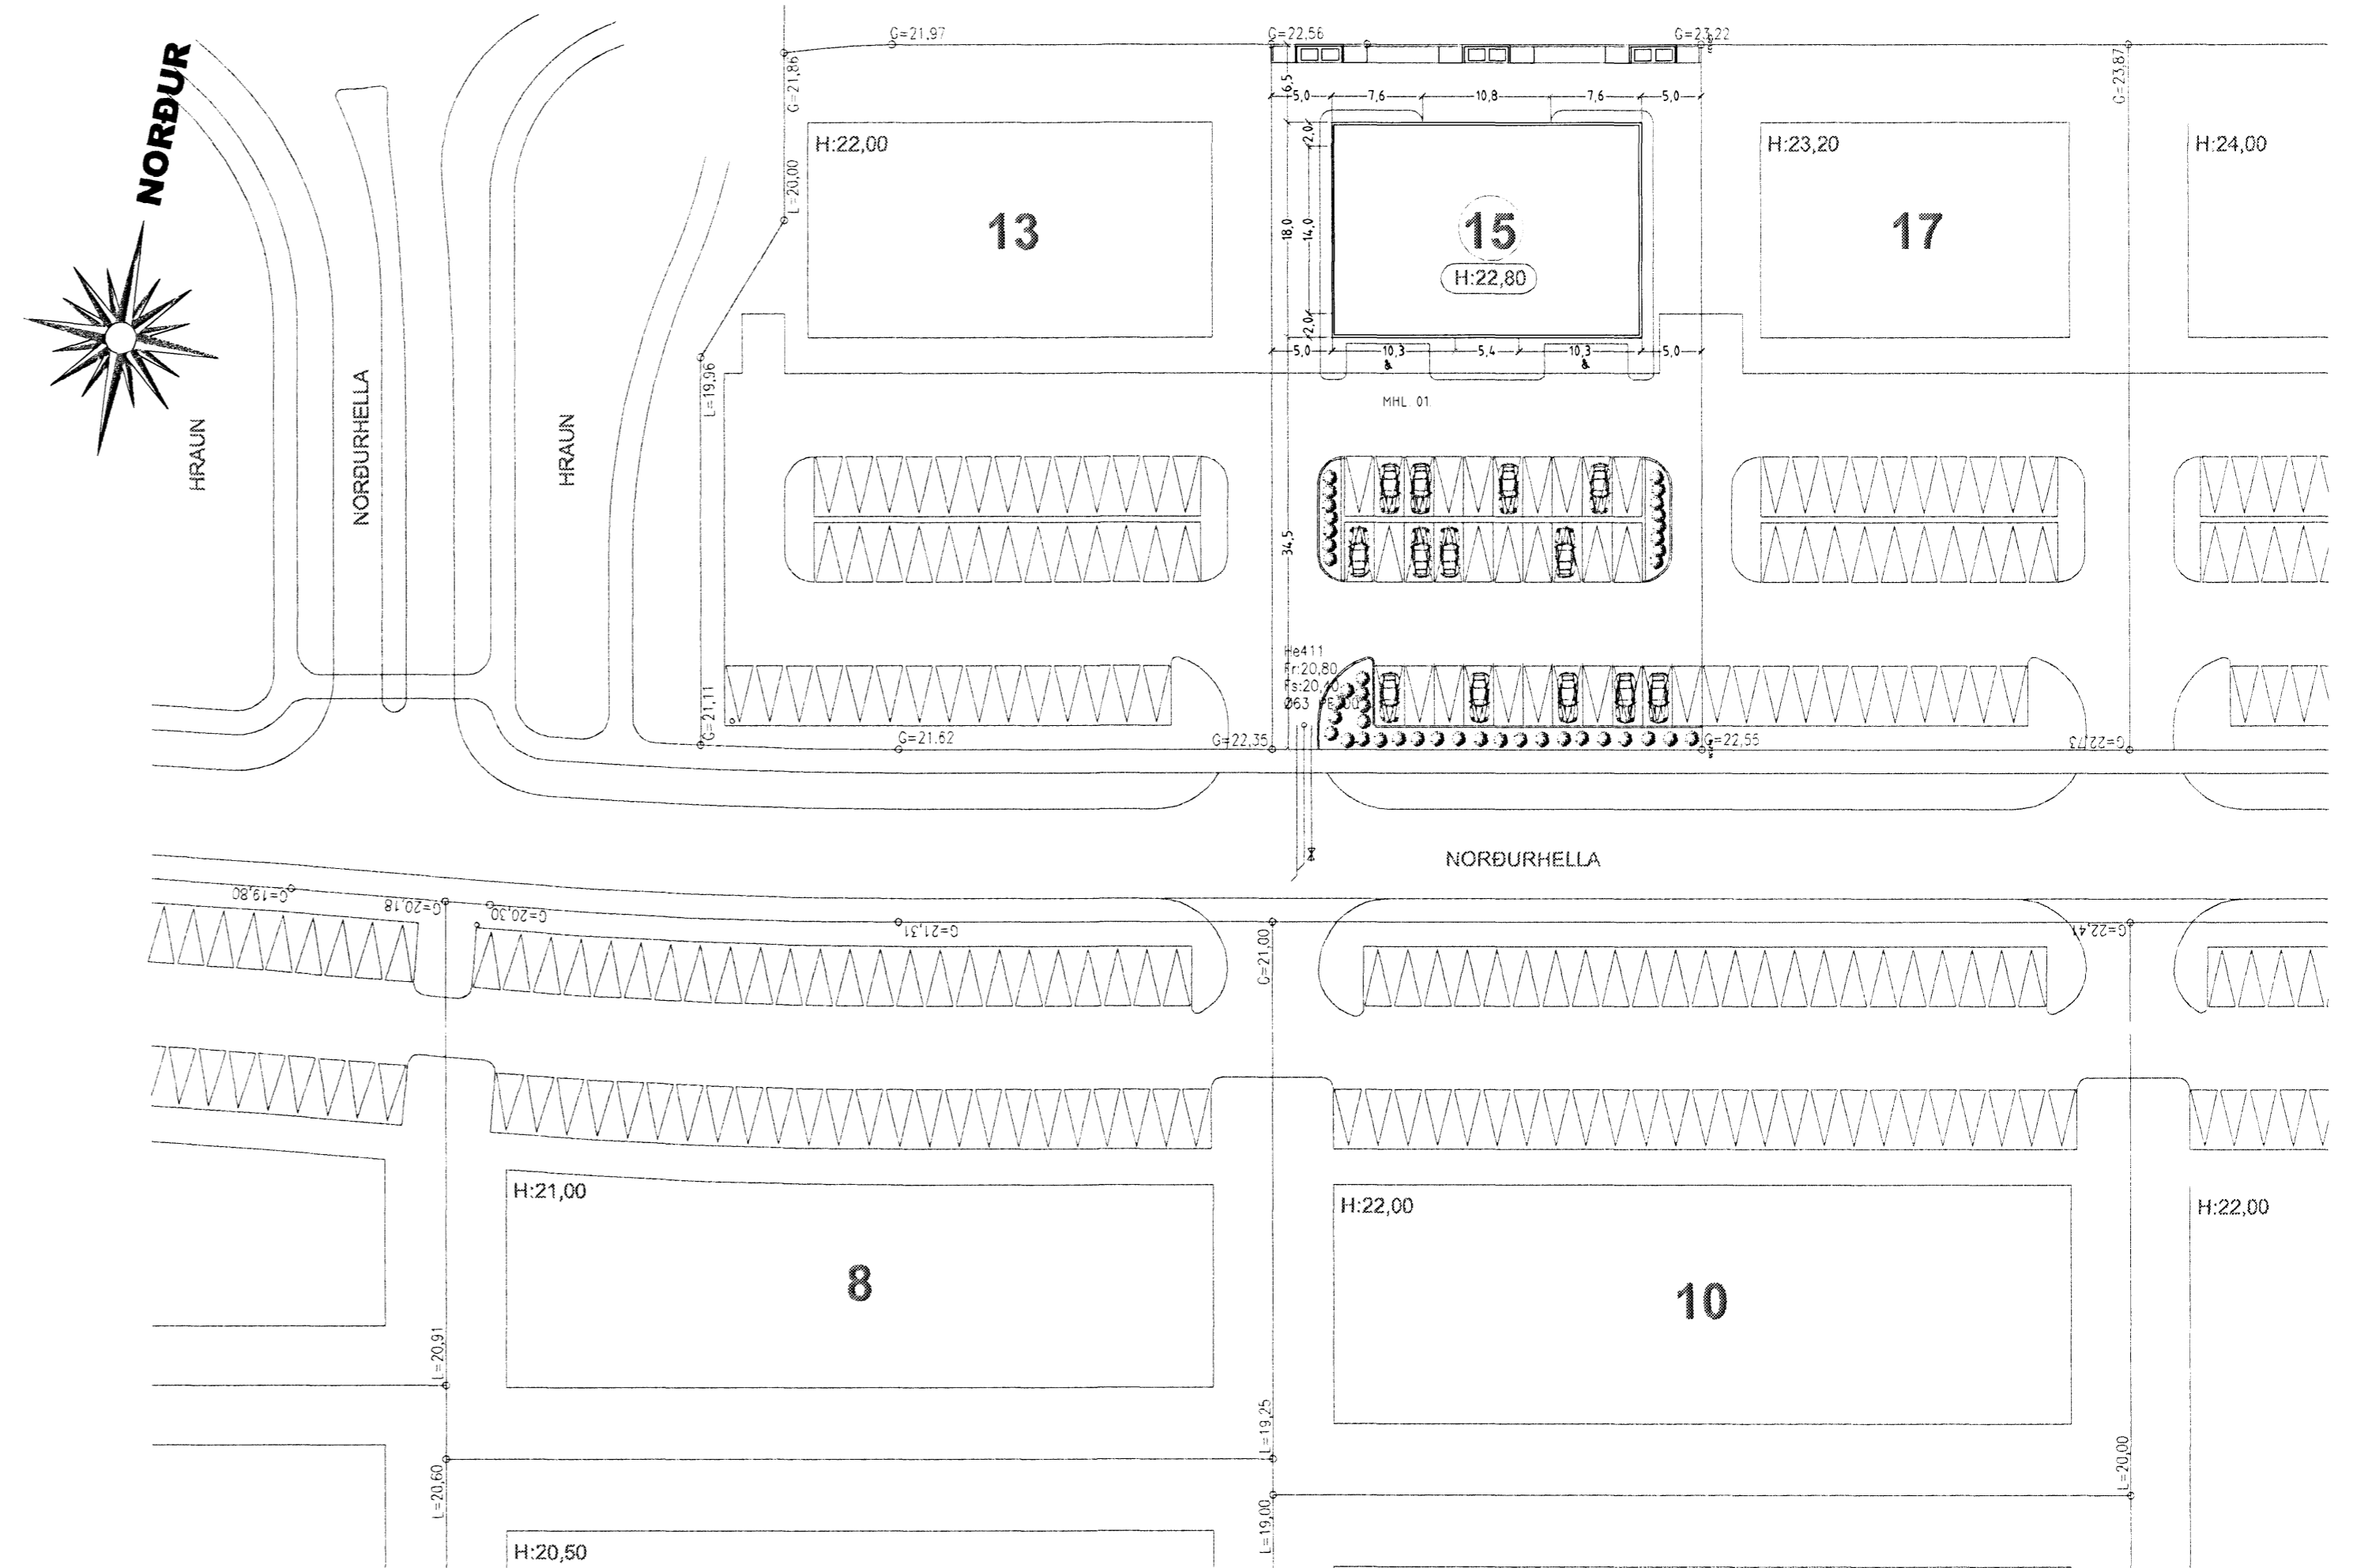 NORÐUR
G=21,97
G=22,56
G=23,22
G=21,86
G=23,87
6,5
5,0
7,6
10,8
7,6
5,0
2,0
H:22,00
H:23,20
H:24,00
L=20,00
13
18,0
14,0
15
17
H:22,80
2,0
5,0
10,3
5,4
10,3
5,0
L=19,96
MHL. 01.
HRAUN
NORÐURHELLA
HRAUN
34,5
He411
Fr:20,80
Fs:20,40
G=21,11
G=21,62
G=22,35
G=22,55
G=22,73
NORÐURHELLA
G=19,80
G=20,18
G=20,30
G=21,31
G=22,41
G=21,00
H:21,00
H:22,00
H:22,00
8
10
L=20,91
L=19,25
L=20,60
L=20,00
L=19,00
H:20,50